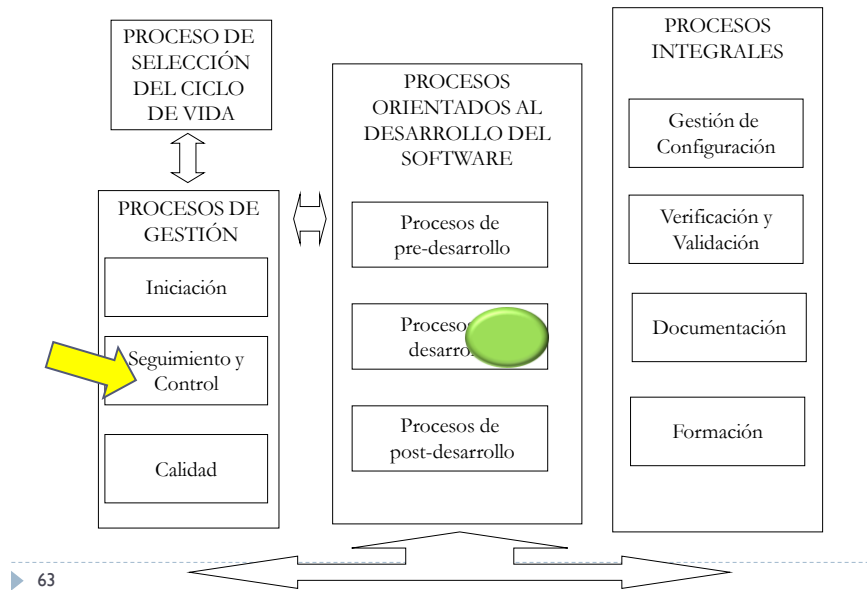 PROCESO DE
SELECCIÓN
DEL CICLO
DE VIDA
PROCESOS DE
GESTIÓN
Iniciación
Seguimiento y
Control
Calidad
PROCESOS
ORIENTADOS AL
DESARROLLO DEL
SOFTWARE
Procesos de
pre-desarrollo
Procesos
Procesos de
post-desarrollo
PROCESOS
INTEGRALES
Gestión de
Configuración
Verificación y
Validación
Documentación
Formación
63